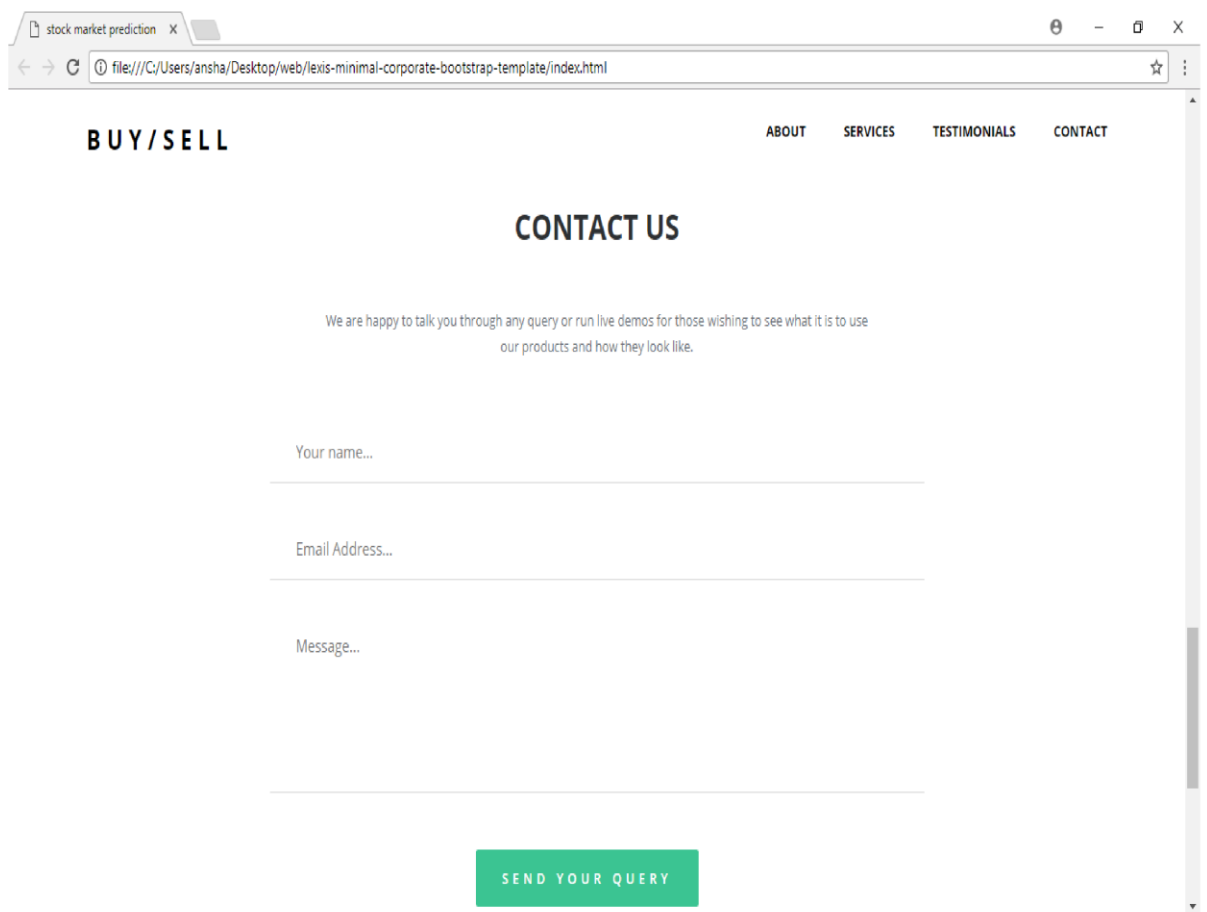 stock market prediction
file:///C:/Users/ansha/Desktop/web/lexis-minimal-corporate-bootstrap-template/index.html
BUY/SELL
ABOUT SERVICES TESTIMONIALS CONTACT
CONTACT US
We are happy to talk you through any query or run live demos for those wishing to see what it is to use
our products and how they look like.
Your name...
Email Address...
Message...
SEND YOUR QUERY